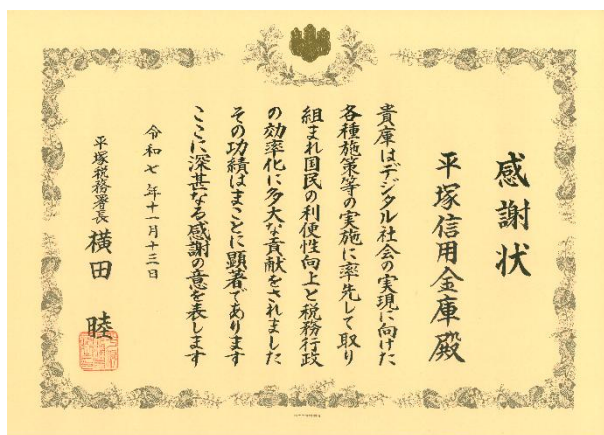 感謝状
平塚信用金庫殿
貴庫はデジタル社会の実現に向けた
各種施策等の実施に率先して取り
組まれ国民の利便性向上と税務行政
の効率化に多大な貢献をされました
その功績はまことに顕著であります
ここに深甚なる感謝の意を表します
令和七年十一月十三日
平塚税務署長 横田睦